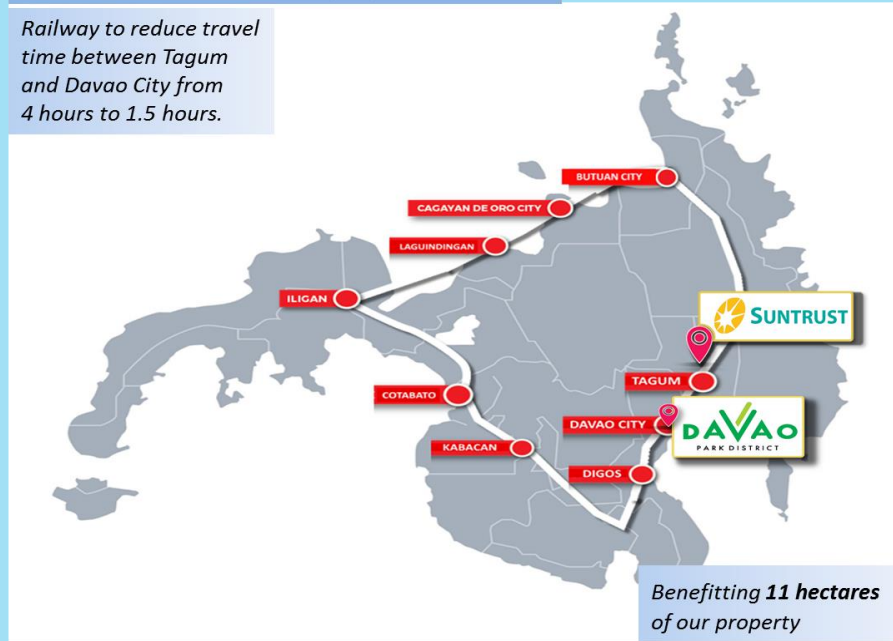 Railway to reduce travel
time between Tagum
and Davao City from
4 hours to 1.5 hours.
BUTUAN CITY
CAGAYAN DE ORO CITY
LAGUINDINGAN
ILIGAN
SUNTRUST
TAGUM
COTABATO
DAVAO CITY
DAVAO
PARK DISTRICT
KABACAN
DIGOS
Benefitting 11 hectares
of our property